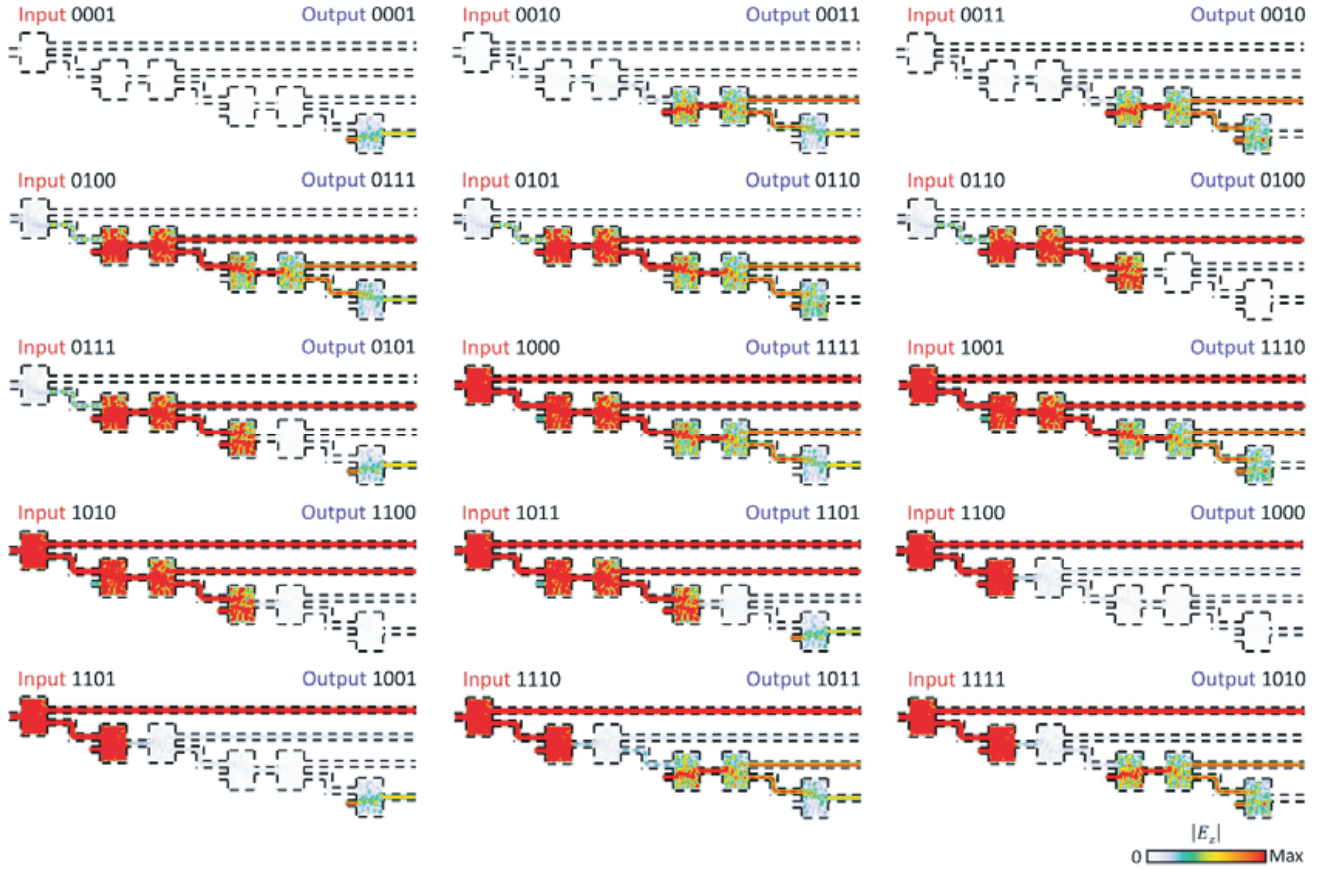 Input 0001 Output 0001 Input 0010 Output 0011 Input 0011 Output 0010
Input 0100 Output 0111 Input 0101 Output 0110 Input 0110 Output 0100
Input 0111 Output 0101 Input 1000 Output 1111 Input 1001 Output 1110
Input 1010 Output 1100 Input 1011 Output 1101 Input 1100 Output 1000
Input 1101 Output 1001 Input 1110 Output 1011 Input 1111 Output 1010
|E_z|
0 Max